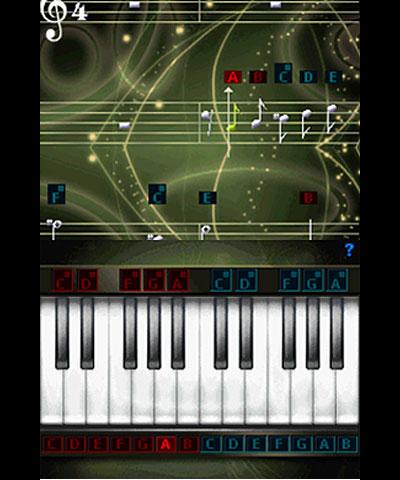 4
A B C# D E
F# C# E B
?
C# D# F# G# A# C# D# F# G# A#
C D E F G A B C D E F G A B